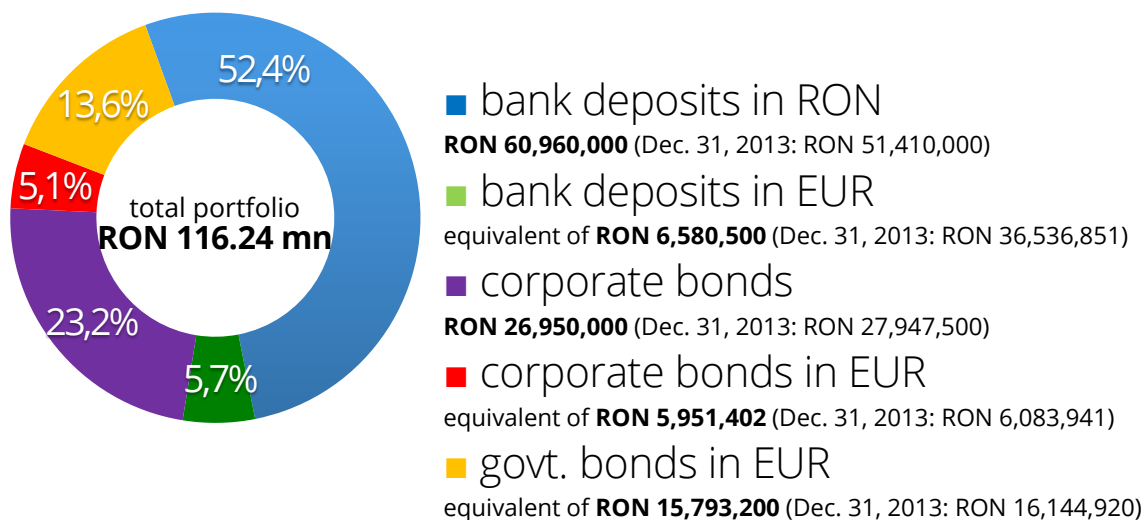 52,4%
13,6%
5,1%
total portfolio
RON 116.24 mn
23,2%
5,7%
bank deposits in RON
RON 60,960,000 (Dec. 31, 2013: RON 51,410,000)
bank deposits in EUR
equivalent of RON 6,580,500 (Dec. 31, 2013: RON 36,536,851)
corporate bonds
RON 26,950,000 (Dec. 31, 2013: RON 27,947,500)
corporate bonds in EUR
equivalent of RON 5,951,402 (Dec. 31, 2013: RON 6,083,941)
govt. bonds in EUR
equivalent of RON 15,793,200 (Dec. 31, 2013: RON 16,144,920)